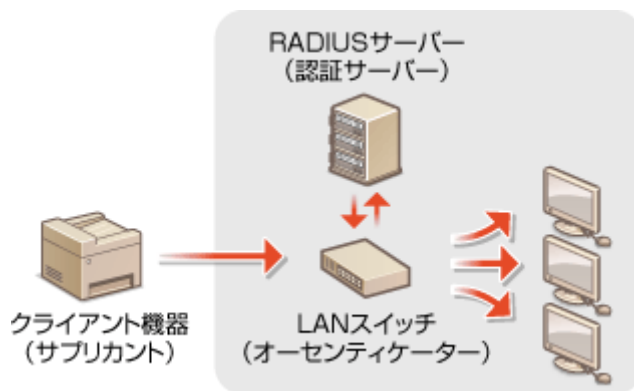 RADIUSサーバー
（認証サーバー）
クライアント機器
（サプリカント）
LANスイッチ
（オーセンティケーター）